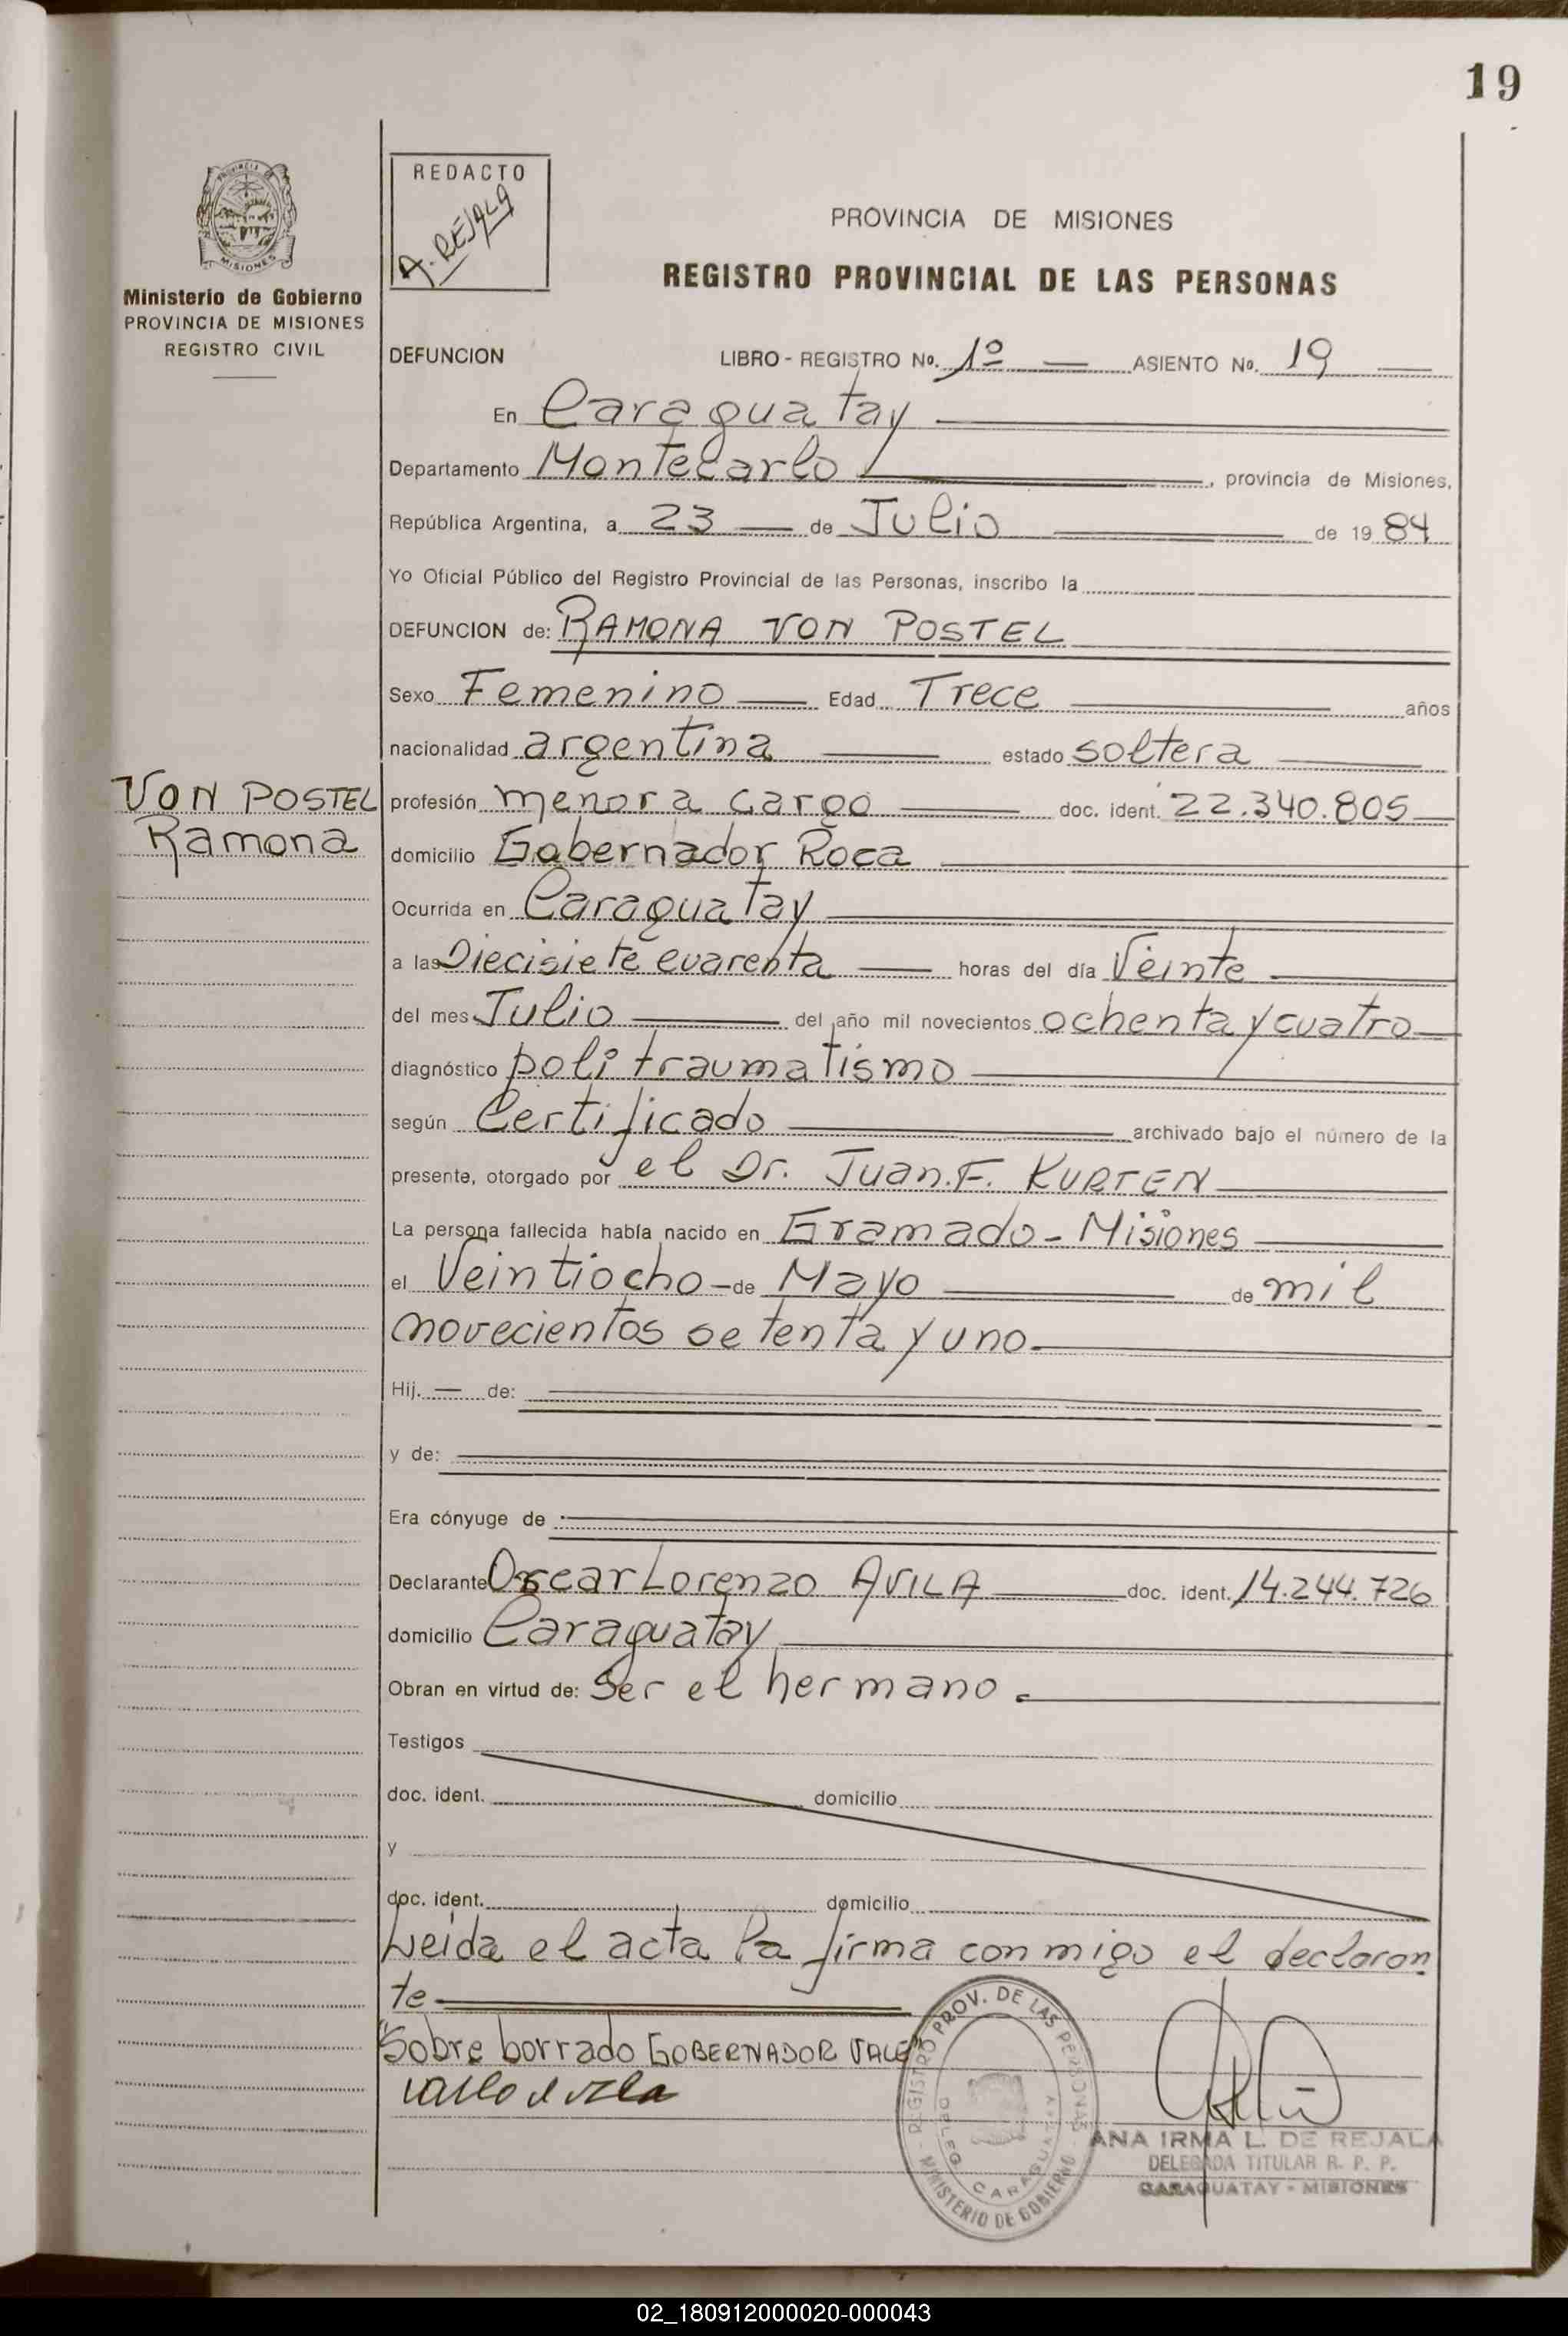 19
REDACTO
A. REJALA
PROVINCIA DE MISIONES
REGISTRO PROVINCIAL DE LAS PERSONAS
PROVINCIA DE
MISIONES
Ministerio de Gobierno
PROVINCIA DE MISIONES
REGISTRO CIVIL
DEFUNCION LIBRO - REGISTRO No. 1º ASIENTO No. 19
En Caraguatay
Departamento Montecarlo, provincia de Misiones,
República Argentina, a 23 de Julio de 1984
Yo Oficial Público del Registro Provincial de las Personas, inscribo la
DEFUNCION de: RAMONA VON POSTEL
Sexo Femenino Edad Trece años
nacionalidad argentina estado soltera
VON POSTEL
Ramona
profesión menor a cargo doc. ident. 22.340.805
domicilio Gobernador Roca
Ocurrida en Caraguatay
a las Diecisiete cuarenta horas del día Veinte
del mes Julio del año mil novecientos ochenta y cuatro
diagnóstico politraumatismo
según Certificado archivado bajo el número de la
presente, otorgado por el Dr. Juan.F. KURTEN
La persona fallecida había nacido en Gramado - Misiones
el Veintiocho de Mayo de mil
novecientos setenta y uno
Hij. — de:
y de:
Era cónyuge de
Declarante Oscar Lorenzo AVILA doc. ident. 14.244.726
domicilio Caraguatay
Obran en virtud de: Ser el hermano.
Testigos
doc. ident. domicilio
y
doc. ident. domicilio
Leida el acta la firma conmigo el declaran
te
"Sobre borrado GOBERNADOR VALE"
REGISTRO PROV. DE LAS PERSONAS
MINISTERIO DE GOBIERNO
DELEG. CARAGUATAY
ANA IRMA L. DE REJALA
DELEGADA TITULAR R. P. P.
CARAGUATAY - MISIONES
02_180912000020-000043